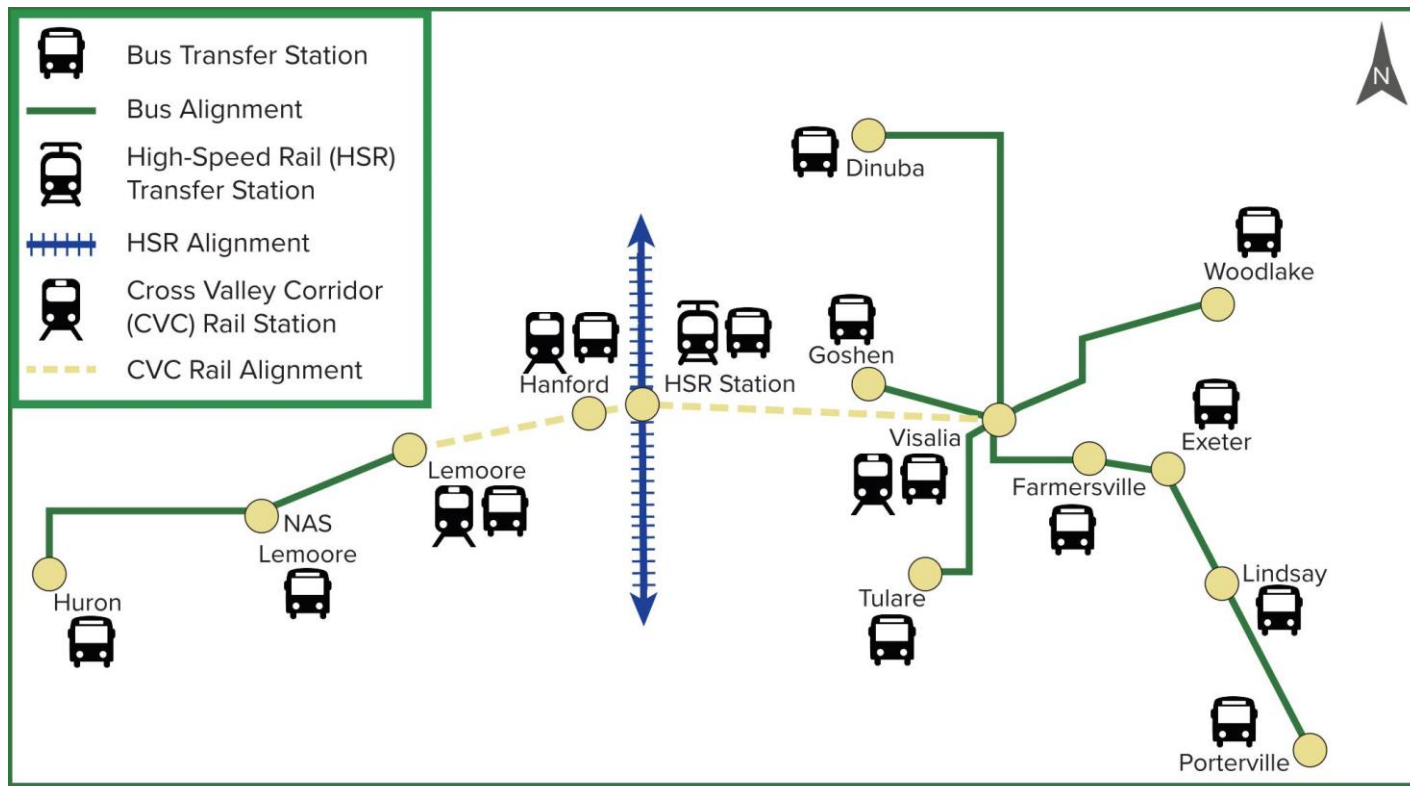 Bus Transfer Station
Bus Alignment
High-Speed Rail (HSR)
Transfer Station
HSR Alignment
Cross Valley Corridor
(CVC) Rail Station
CVC Rail Alignment
N
Dinuba
Woodlake
Goshen
Hanford
HSR Station
Visalia
Exeter
Lemoore
Farmersville
NAS
Lemoore
Huron
Tulare
Lindsay
Porterville